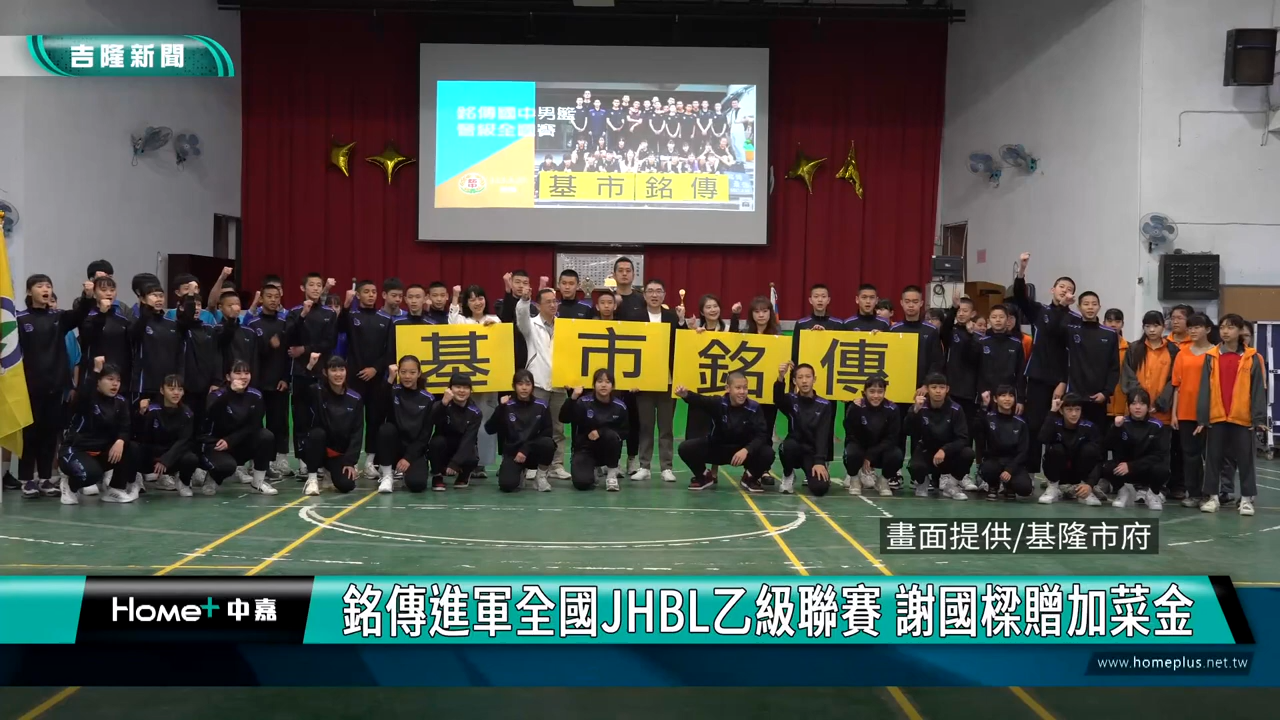 吉隆新聞
銘傳國中男籃
晉級全國賽
基市銘傳
基市銘傳
畫面提供/基隆市府
Home+中嘉
銘傳進軍全國JHBL乙級聯賽 謝國樑贈加菜金
www.homeplus.net.tw